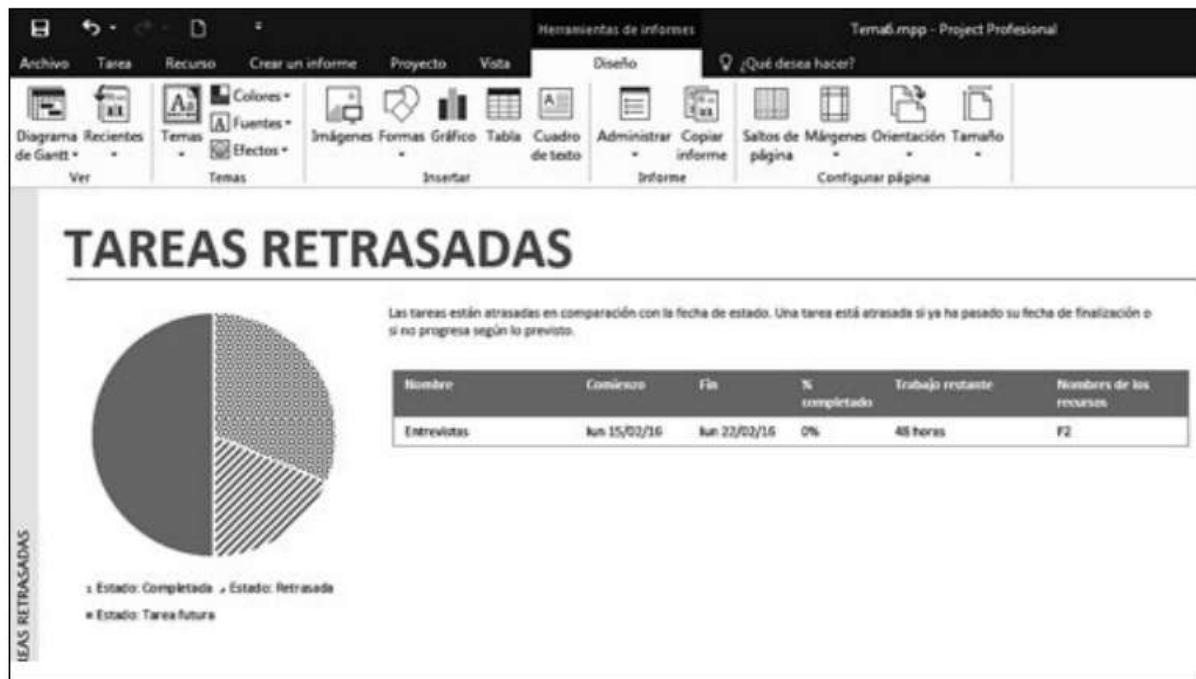 Herramientas de informes
Tema6.mpp - Project Profesional
Archivo Tarea Recurso Crear un informe Proyecto Vista Diseño ¿Qué desea hacer?
Diagrama de Gantt
Recientes
Temas
Colores
Fuentes
Efectos
Imágenes
Formas
Gráfico
Tabla
Cuadro de texto
Administrar
Copiar informe
Saltos de página
Márgenes
Orientación
Tamaño
Ver
Temas
Insertar
Informe
Configurar página
TAREAS RETRASADAS
Las tareas están atrasadas en comparación con la fecha de estado. Una tarea está atrasada si ya ha pasado su fecha de finalización o
si no progresa según lo previsto.
Nombre Comienzo Fin % completado Trabajo restante Nombres de los recursos
Entrevistas lun 15/02/16 lun 22/02/16 0% 48 horas F2
Estado: Completada Estado: Retrasada
Estado: Tarea futura
EAS RETRASADAS